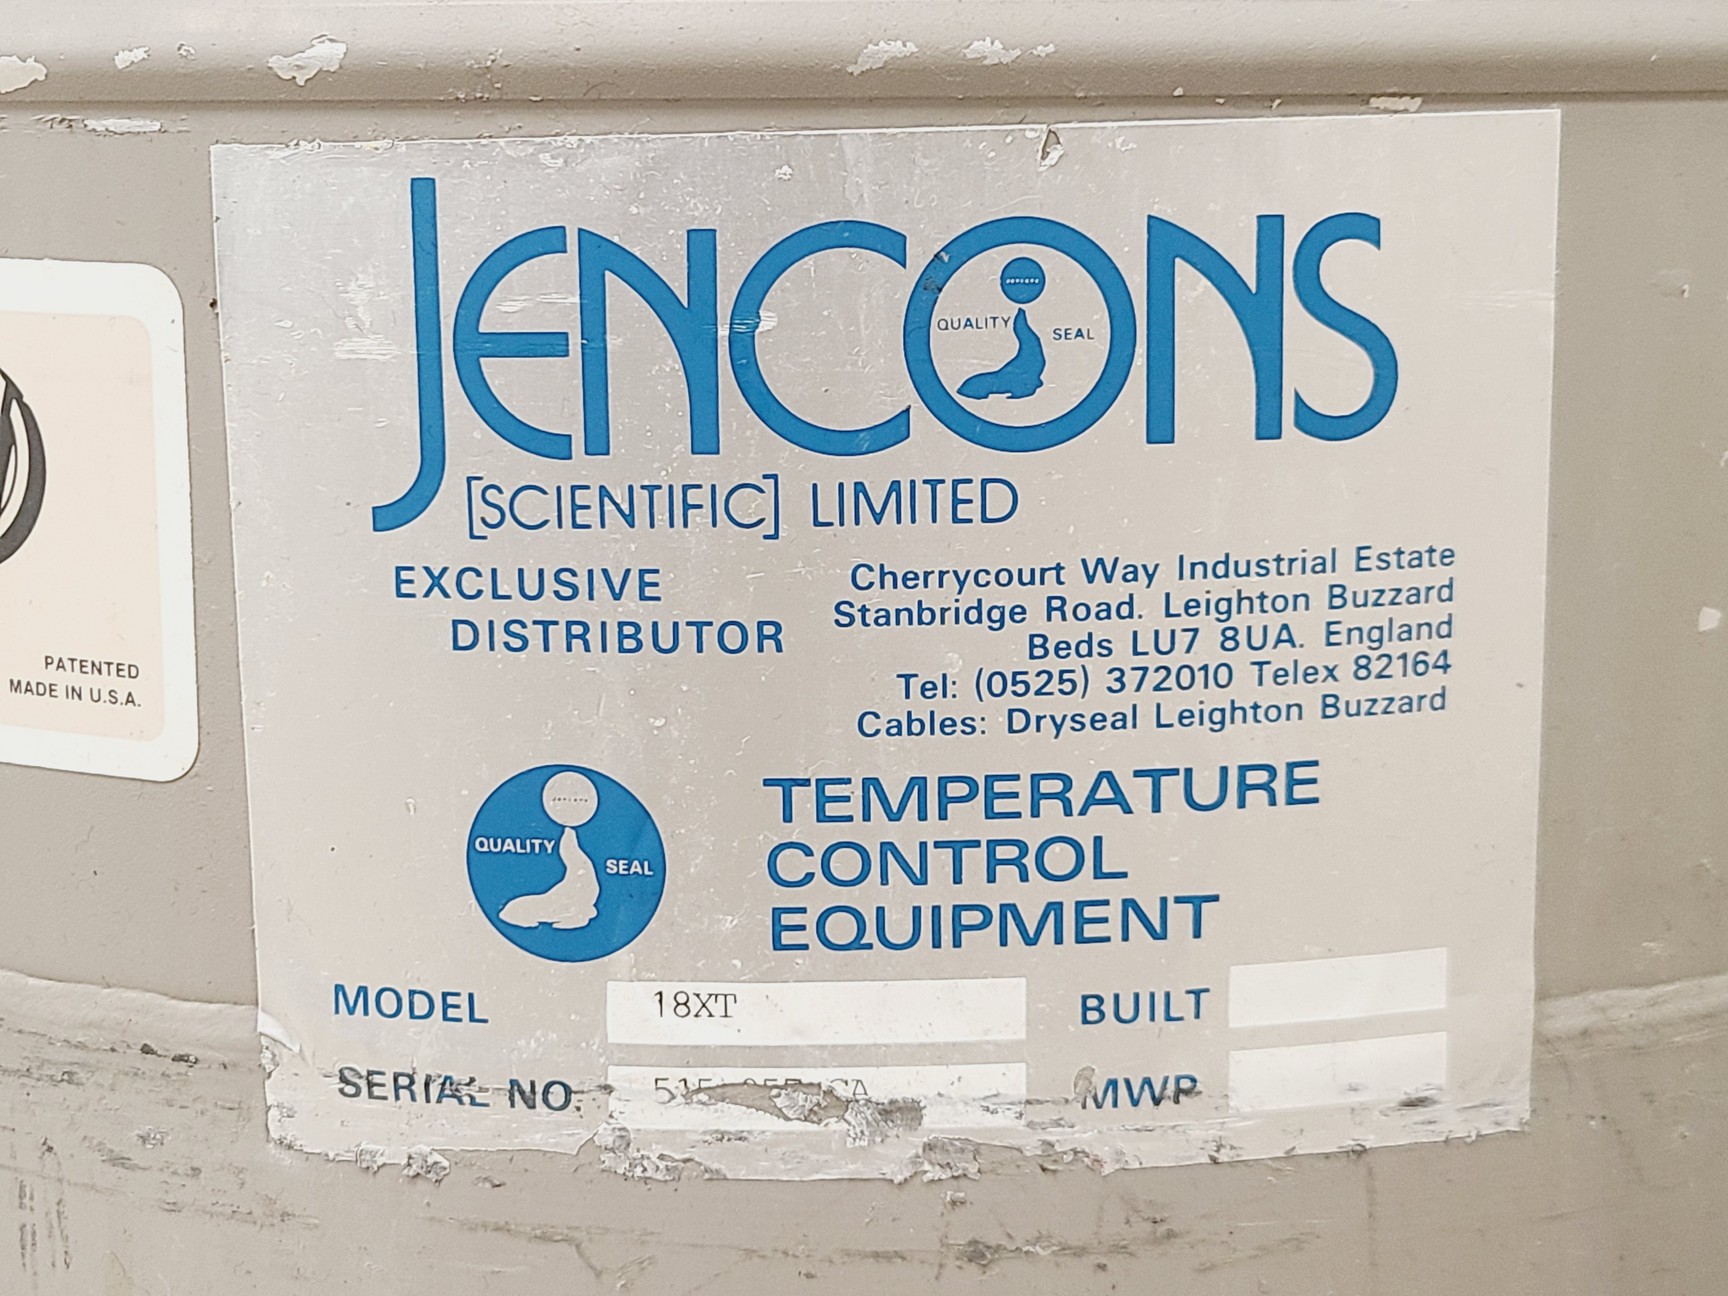 JENCONS
QUALITY SEAL
[SCIENTIFIC] LIMITED
EXCLUSIVE
DISTRIBUTOR
Cherrycourt Way Industrial Estate
Stanbridge Road. Leighton Buzzard
Beds LU7 8UA. England
Tel: (0525) 372010 Telex 82164
Cables: Dryseal Leighton Buzzard
PATENTED
MADE IN U.S.A.
QUALITY SEAL
TEMPERATURE
CONTROL
EQUIPMENT
MODEL 18XT
BUILT
SERIAL NO.
MWP